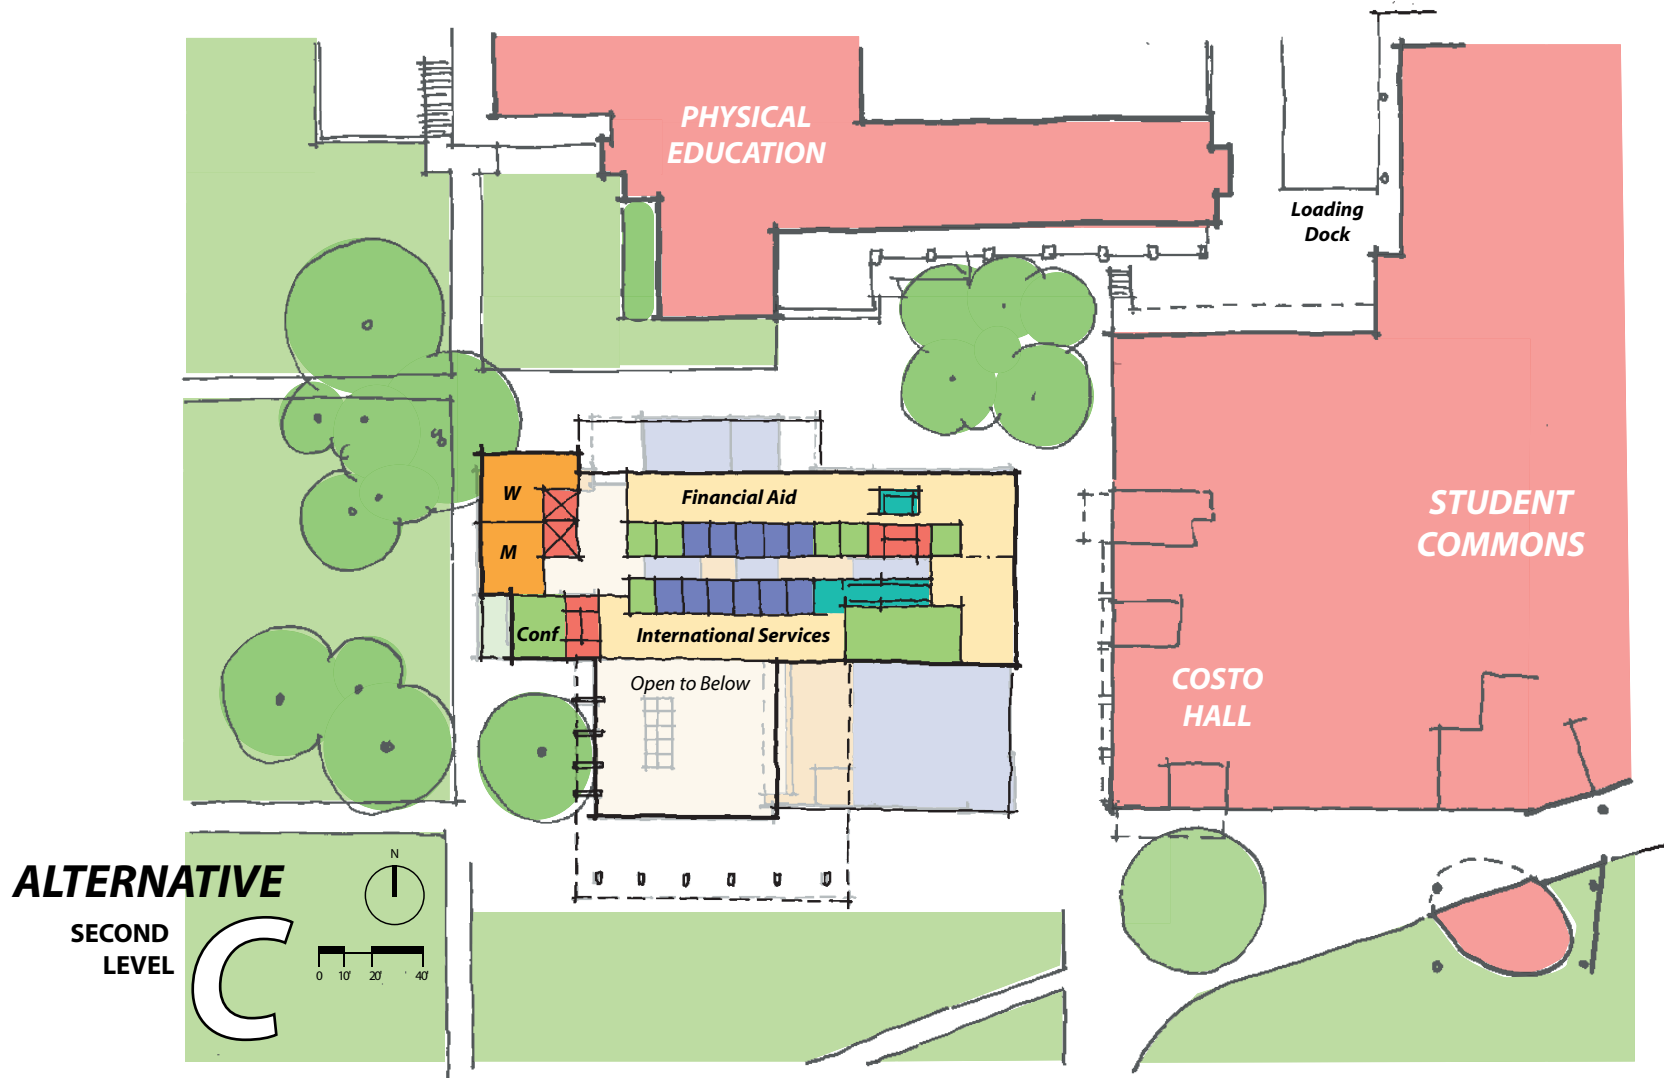 PHYSICAL
EDUCATION
Loading
Dock
W
Financial Aid
STUDENT
COMMONS
M
Conf
International Services
Open to Below
COSTO
HALL
ALTERNATIVE
SECOND
LEVEL
C
N
0 10' 20' 40'